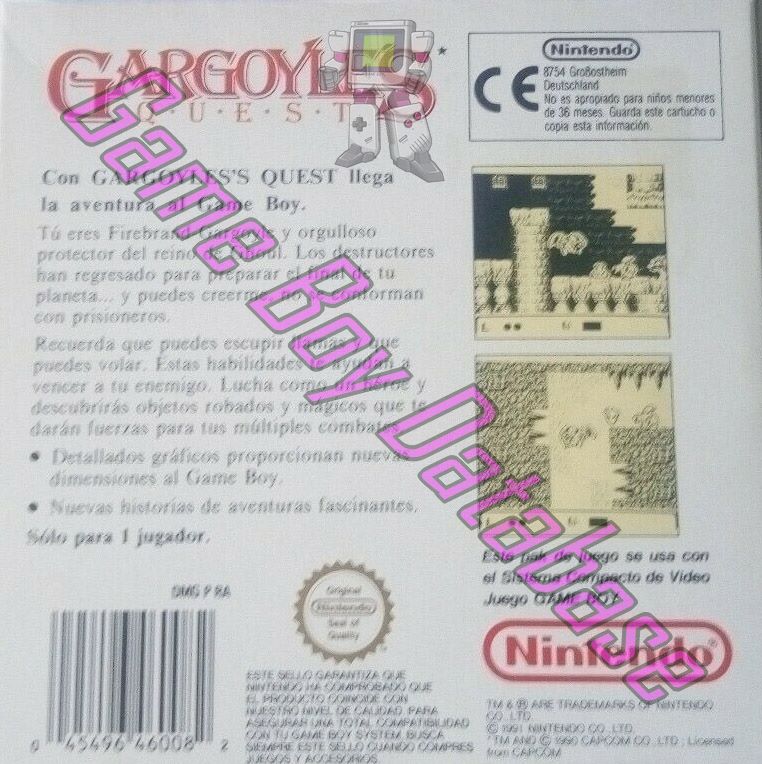 GARGOYLE'S
Q·U·E·S·T
Con GARGOYLES'S QUEST llega
la aventura al Game Boy.
Tú eres Firebrand Gargoyle y orgulloso
protector del reino de Ghoul. Los destructores
han regresado para preparar el final de tu
planeta... y puedes creerme, no se conforman
con prisioneros.
Recuerda que puedes escupir llamas y que
puedes volar. Estas habilidades te ayudan a
vencer a tu enemigo. Lucha como un héroe y
descubrirás objetos robados y mágicos que te
darán fuerzas para tus múltiples combates.
• Detallados gráficos proporcionan nuevas
dimensiones al Game Boy.
• Nuevas historias de aventuras fascinantes.
Sólo para 1 jugador.
DMG P RA
0 45496 46008 2
Original
Nintendo
Seal of
Quality
ESTE SELLO GARANTIZA QUE
NINTENDO HA COMPROBADO QUE
EL PRODUCTO COINCIDE CON
NUESTRO NIVEL DE CALIDAD. PARA
ASEGURAR UNA TOTAL COMPATIBILIDAD
CON TU GAME BOY SYSTEM, BUSCA
SIEMPRE ESTE SELLO CUANDO COMPRES
JUEGOS Y ACCESORIOS.
Nintendo®
CE
8754 Großostheim
Deutschland
No es apropiado para niños menores
de 36 meses. Guarda este cartucho o
copia esta información.
Este pak de juego se usa con
el Sistema Compacto de Video
Juego GAME BOY
Nintendo®
TM & ® ARE TRADEMARKS OF NINTENDO
CO., LTD.
© 1991 NINTENDO CO., LTD.
*TM AND © 1990 CAPCOM CO., LTD.; Licensed
from CAPCOM
Game Boy Database